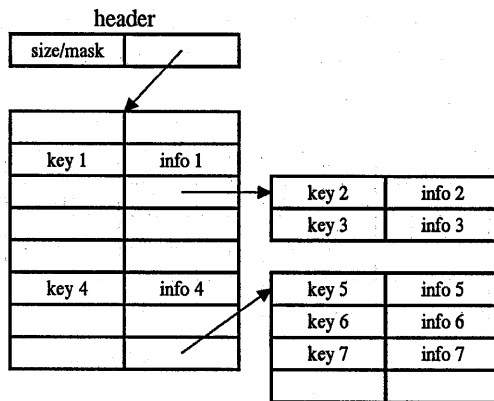 header
size/mask
key 1 info 1
key 2 info 2
key 3 info 3
key 4 info 4
key 5 info 5
key 6 info 6
key 7 info 7